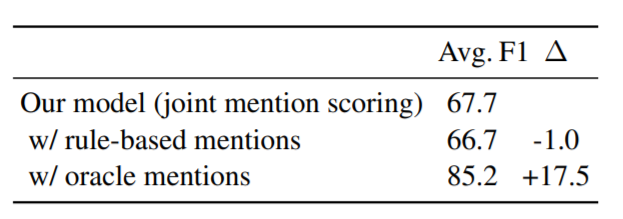 Avg. F1 Δ
Our model (joint mention scoring) 67.7
w/ rule-based mentions 66.7 -1.0
w/ oracle mentions 85.2 +17.5